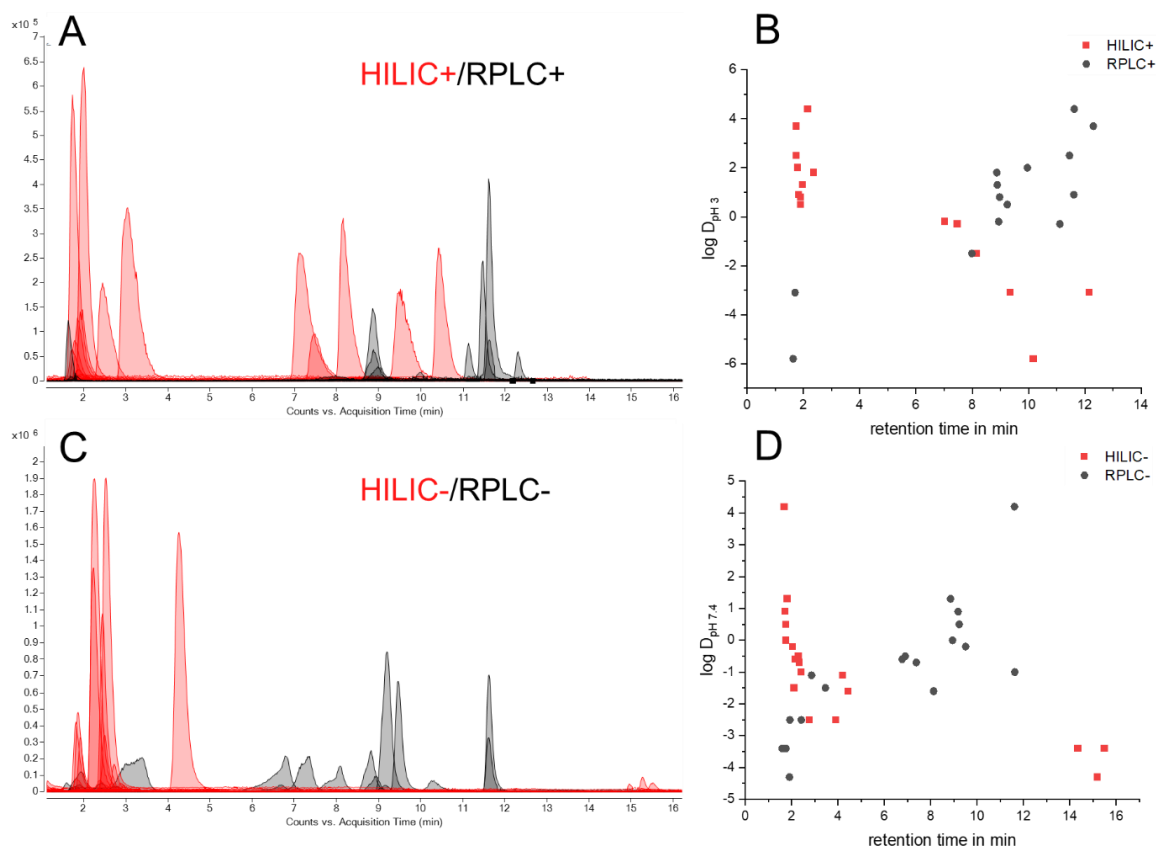 A
x10 5
HILIC+/RPLC+
7
6.5
6
5.5
5
4.5
4
3.5
3
2.5
2
1.5
1
0.5
0
2 3 4 5 6 7 8 9 10 11 12 13 14 15 16
Counts vs. Acquisition Time (min)
B
HILIC+
RPLC+
log D pH 3
6
4
2
0
-2
-4
-6
0 2 4 6 8 10 12 14
retention time in min
C
x10 6
HILIC-/RPLC-
2
1.9
1.8
1.7
1.6
1.5
1.4
1.3
1.2
1.1
1
0.9
0.8
0.7
0.6
0.5
0.4
0.3
0.2
0.1
0
2 3 4 5 6 7 8 9 10 11 12 13 14 15 16
Counts vs. Acquisition Time (min)
D
HILIC-
RPLC-
log D pH 7.4
5
4
3
2
1
0
-1
-2
-3
-4
-5
0 2 4 6 8 10 12 14 16
retention time in min